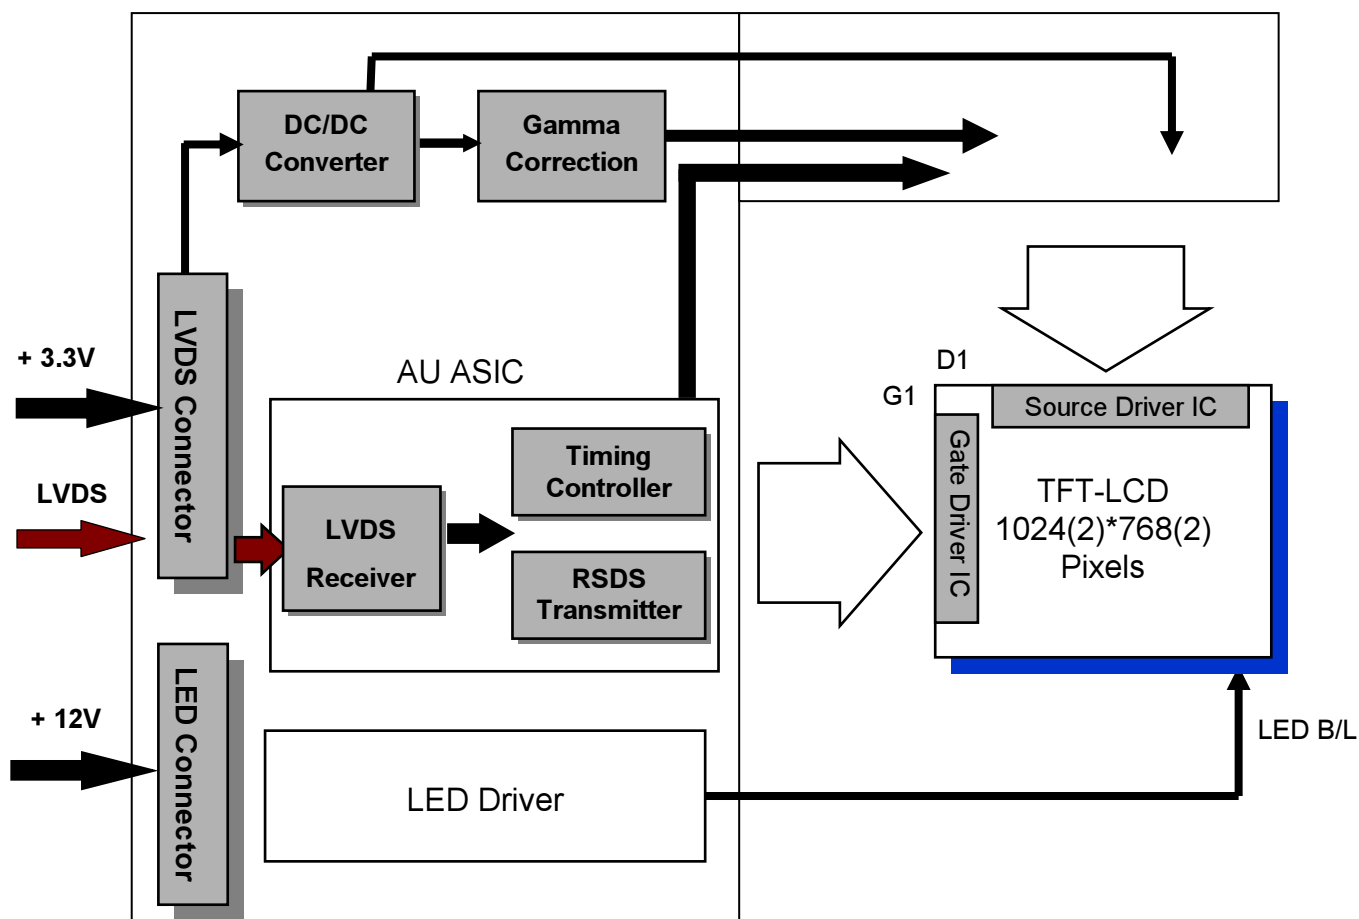 DC/DC
Converter
Gamma
Correction
+ 3.3V
LVDS Connector
LVDS
AU ASIC
Timing
Controller
LVDS
Receiver
RSDS
Transmitter
D1
G1
Source Driver IC
Gate Driver IC
TFT-LCD
1024(2)*768(2)
Pixels
+ 12V
LED Connector
LED Driver
LED B/L